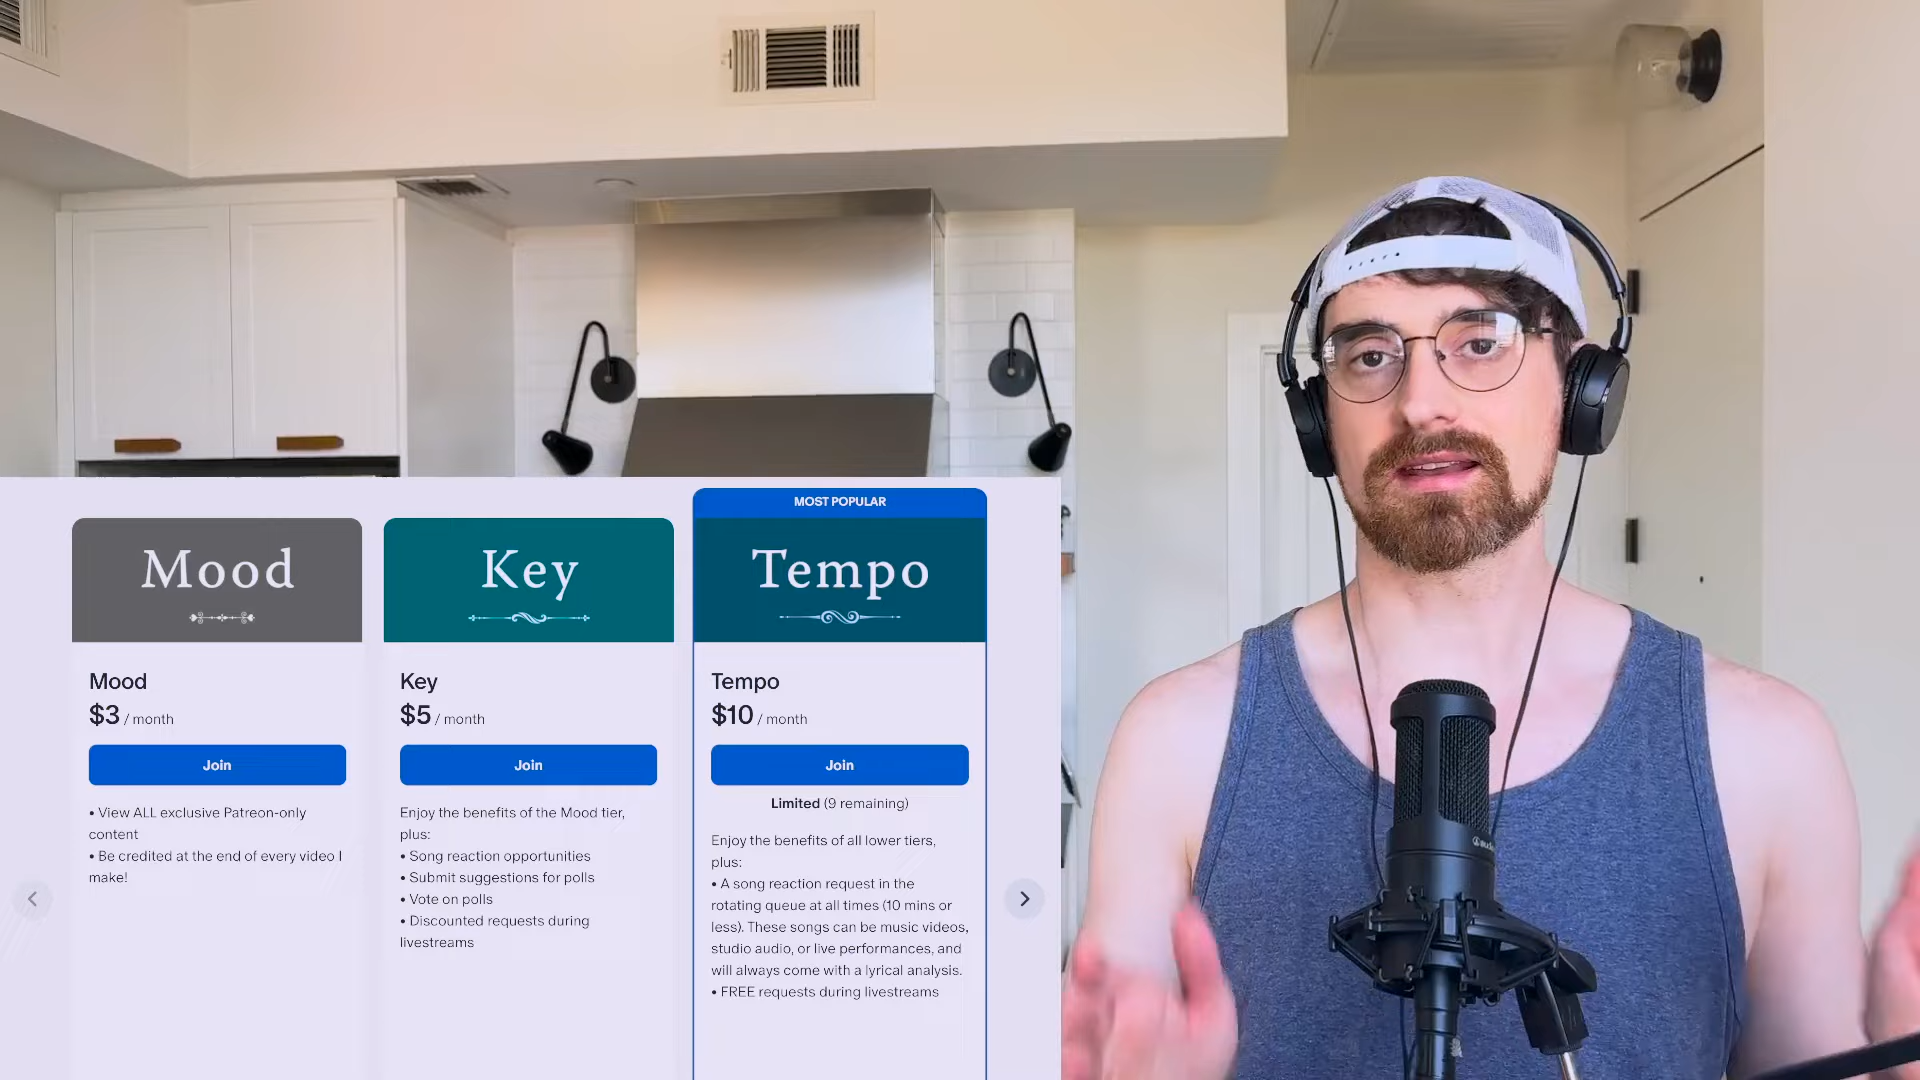 Mood
Mood
$3 / month
Join
• View ALL exclusive Patreon-only
content
• Be credited at the end of every video I
make!
Key
Key
$5 / month
Join
Enjoy the benefits of the Mood tier,
plus:
• Song reaction opportunities
• Submit suggestions for polls
• Vote on polls
• Discounted requests during
livestreams
MOST POPULAR
Tempo
Tempo
$10 / month
Join
Limited (9 remaining)
Enjoy the benefits of all lower tiers,
plus:
• A song reaction request in the
rotating queue at all times (10 mins or
less). These songs can be music videos,
studio audio, or live performances, and
will always come with a lyrical analysis.
• FREE requests during livestreams